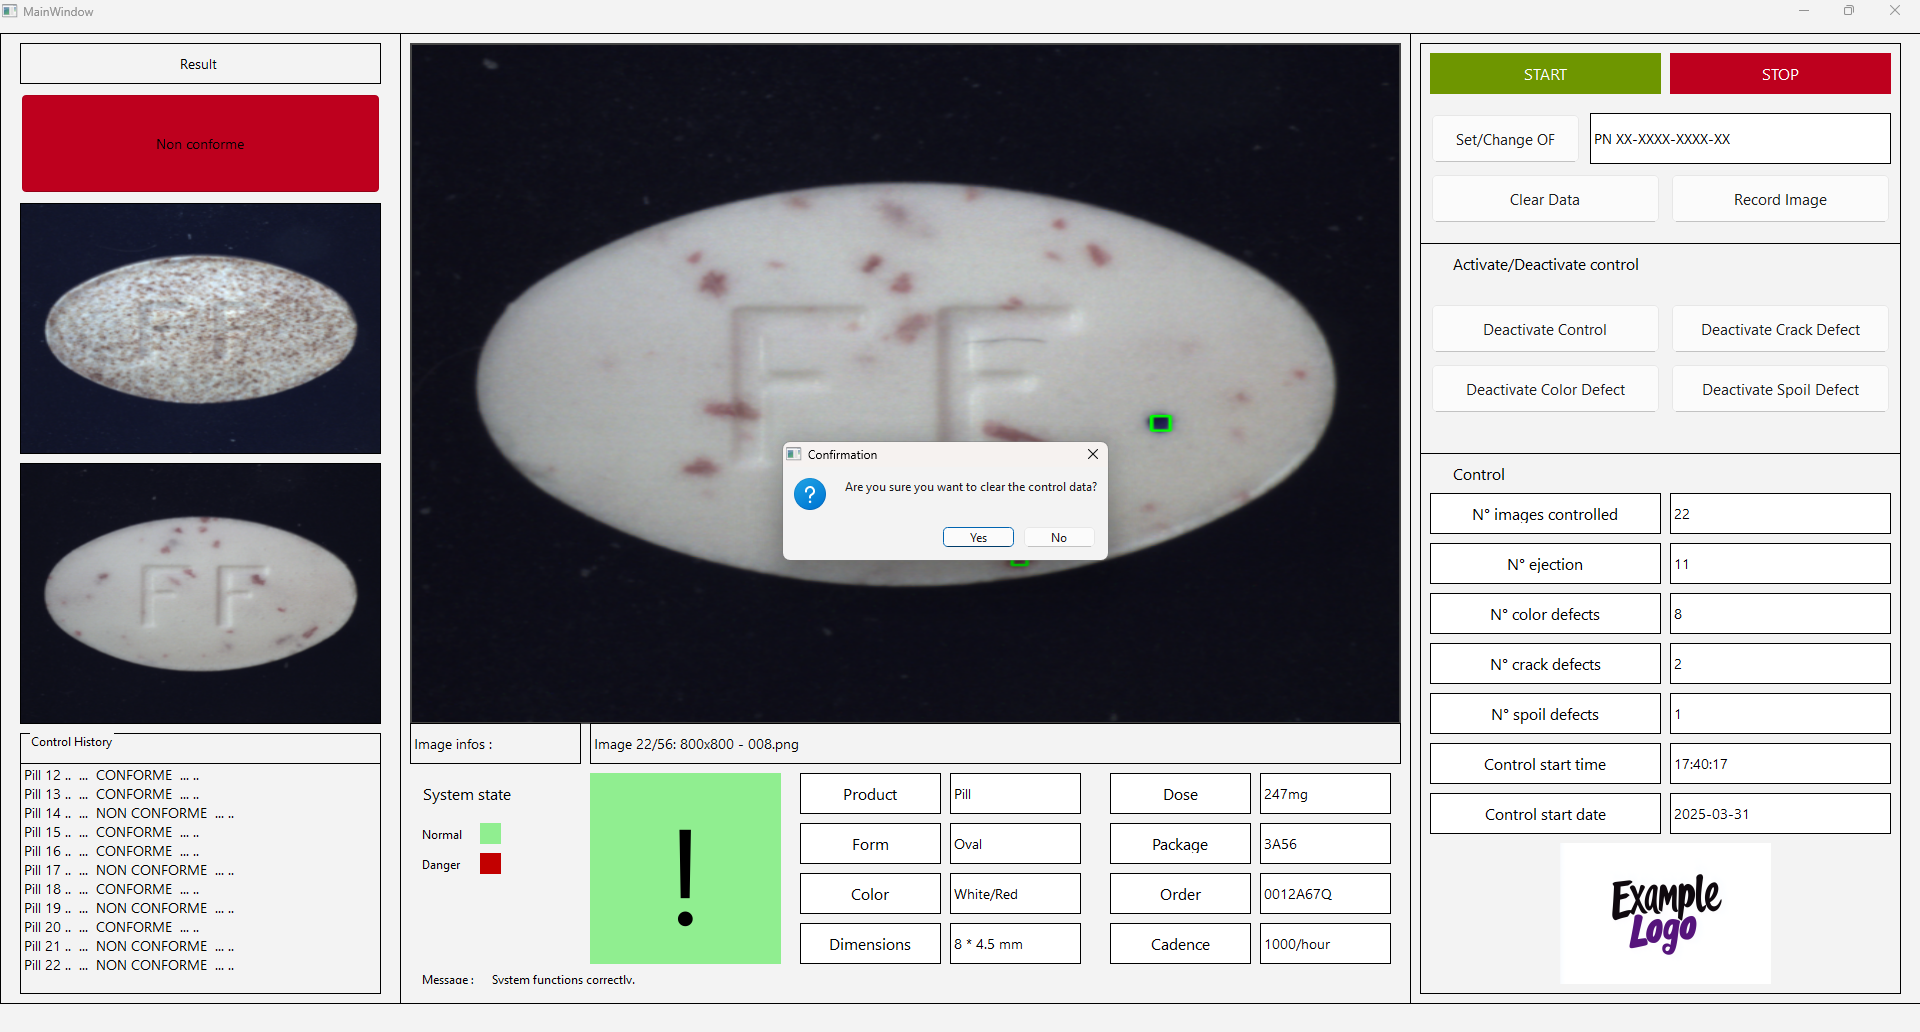 MainWindow
Result
Non conforme
Control History
Pill 12 .. ... CONFORME ... ..
Pill 13 .. ... CONFORME ... ..
Pill 14 .. ... NON CONFORME ... ..
Pill 15 .. ... CONFORME ... ..
Pill 16 .. ... CONFORME ... ..
Pill 17 .. ... NON CONFORME ... ..
Pill 18 .. ... CONFORME ... ..
Pill 19 .. ... NON CONFORME ... ..
Pill 20 .. ... CONFORME ... ..
Pill 21 .. ... NON CONFORME ... ..
Pill 22 .. ... NON CONFORME ... ..
FF
FF
FF
Confirmation
Are you sure you want to clear the control data?
?
Yes No
Image infos : Image 22/56: 800x800 - 008.png
System state
Normal
Danger
!
Product Pill
Form Oval
Color White/Red
Dimensions 8 * 4.5 mm
Dose 247mg
Package 3A56
Order 0012A67Q
Cadence 1000/hour
Message : System functions correctly.
START STOP
Set/Change OF PN XX-XXXX-XXXX-XX
Clear Data Record Image
Activate/Deactivate control
Deactivate Control Deactivate Crack Defect
Deactivate Color Defect Deactivate Spoil Defect
Control
N° images controlled 22
N° ejection 11
N° color defects 8
N° crack defects 2
N° spoil defects 1
Control start time 17:40:17
Control start date 2025-03-31
Example
Logo